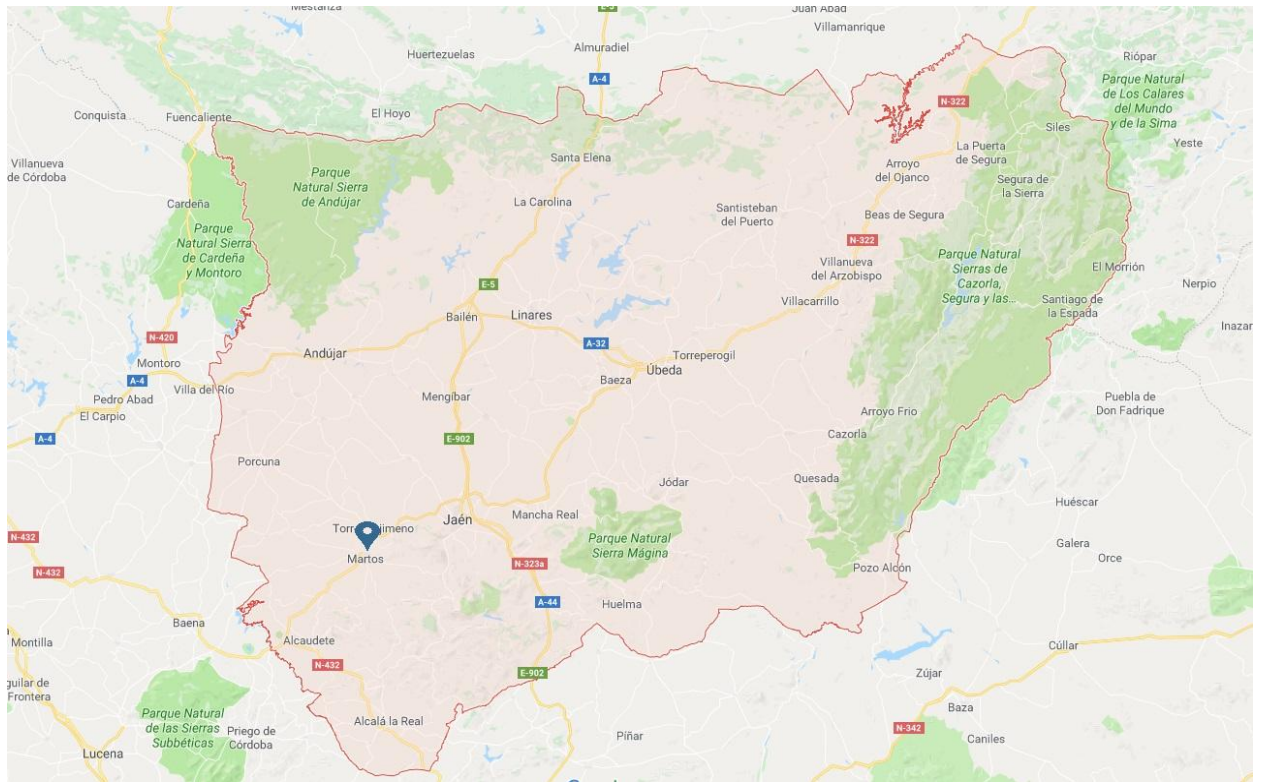 Mestanza
E-5
Juan Abad
Villamanrique
Huertezuelas
Almuradiel
Riópar
A-4
Parque Natural
de Los Calares
del Mundo
y de la Sima
Conquista
Fuencaliente
El Hoyo
N-322
Siles
Yeste
Villanueva
de Córdoba
Santa Elena
La Puerta
de Segura
Arroyo
del Ojanco
Parque
Natural Sierra
de Andújar
Segura de
la Sierra
Cardeña
La Carolina
Santisteban
del Puerto
Beas de Segura
Parque
Natural Sierra
de Cardeña
y Montoro
N-322
Parque Natural
Sierras de
Cazorla,
Segura y las...
Villanueva
del Arzobispo
El Morrión
Nerpio
E-5
Villacarrillo
Santiago de
la Espada
Bailén
Linares
Inazar
N-420
A-32
Andújar
Torreperogil
Montoro
Úbeda
A-4
Villa del Río
Baeza
Pedro Abad
Mengíbar
El Carpio
Puebla de
Don Fadrique
Arroyo Frio
A-4
E-902
Cazorla
Porcuna
Jódar
Quesada
Huéscar
Jaén
Mancha Real
N-432
Martos
Parque Natural
Sierra Mágina
Galera
Orce
N-323a
Pozo Alcón
N-432
A-44
Huelma
Baena
Montilla
Alcaudete
Cúllar
N-432
E-902
Zújar
guilar de
Frontera
Baza
Parque Natural
de las Sierras
Subbéticas
Alcalá la Real
Priego de
Córdoba
N-342
Píñar
Caniles
Lucena